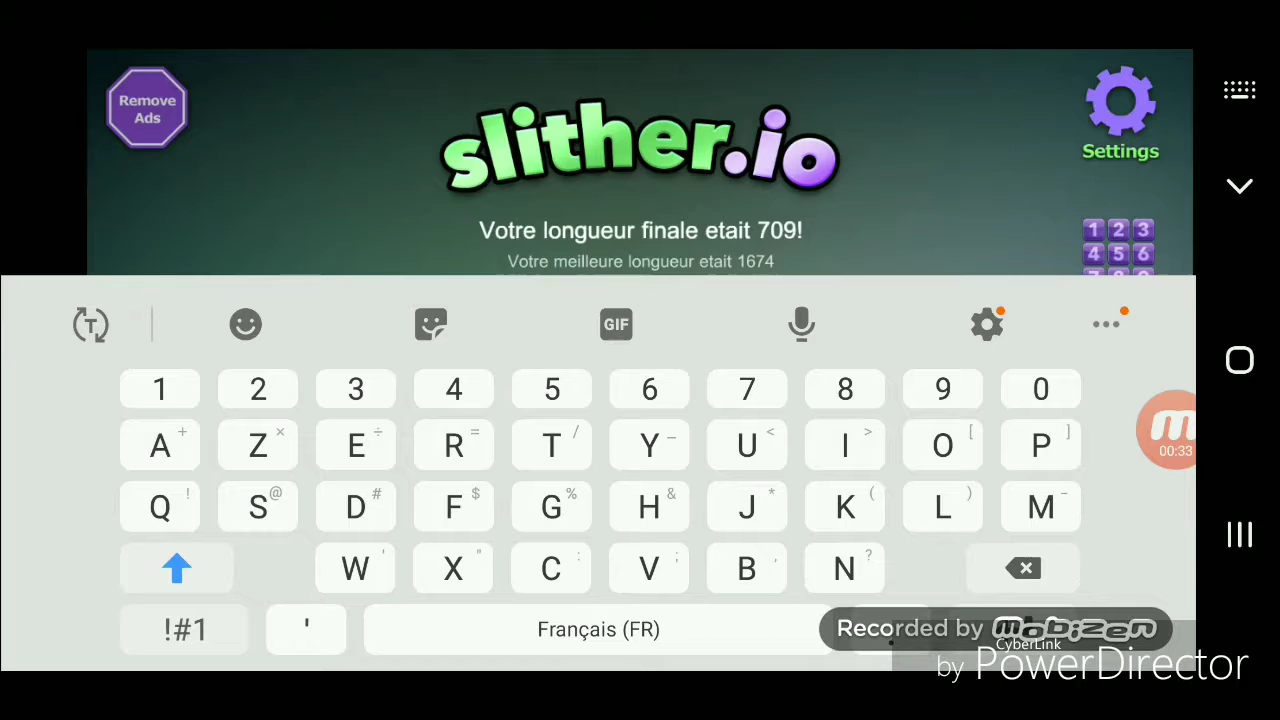 Remove
Ads
slither.io
Settings
Votre longueur finale etait 709!
Votre meilleure longueur etait 1674
1 2 3
4 5 6
T GIF
1 2 3 4 5 6 7 8 9 0
A + Z × E ÷ R = T / Y _ U < I > O [ P ]
m
00:33
Q ! S @ D # F $ G % H & J * K ( L ) M -
W ' X " C : V ; B , N ?
!#1 ' Français (FR) .
Recorded by mobizen
CyberLink
by PowerDirector